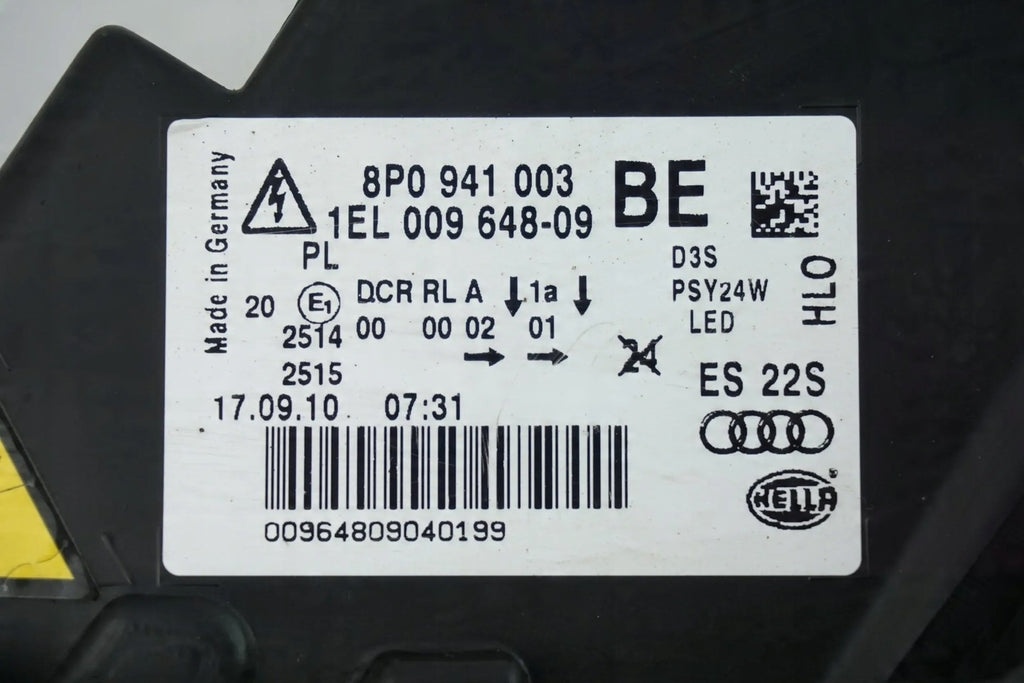 Made in Germany
8P0 941 003 BE
1EL 009 648-09
PL
D3S
PSY24W
LED
HLO
20 E1 DCR RL A 1a
2514 00 00 02 01
2515
24
ES 22S
17.09.10 07:31
HELLA
00964809040199